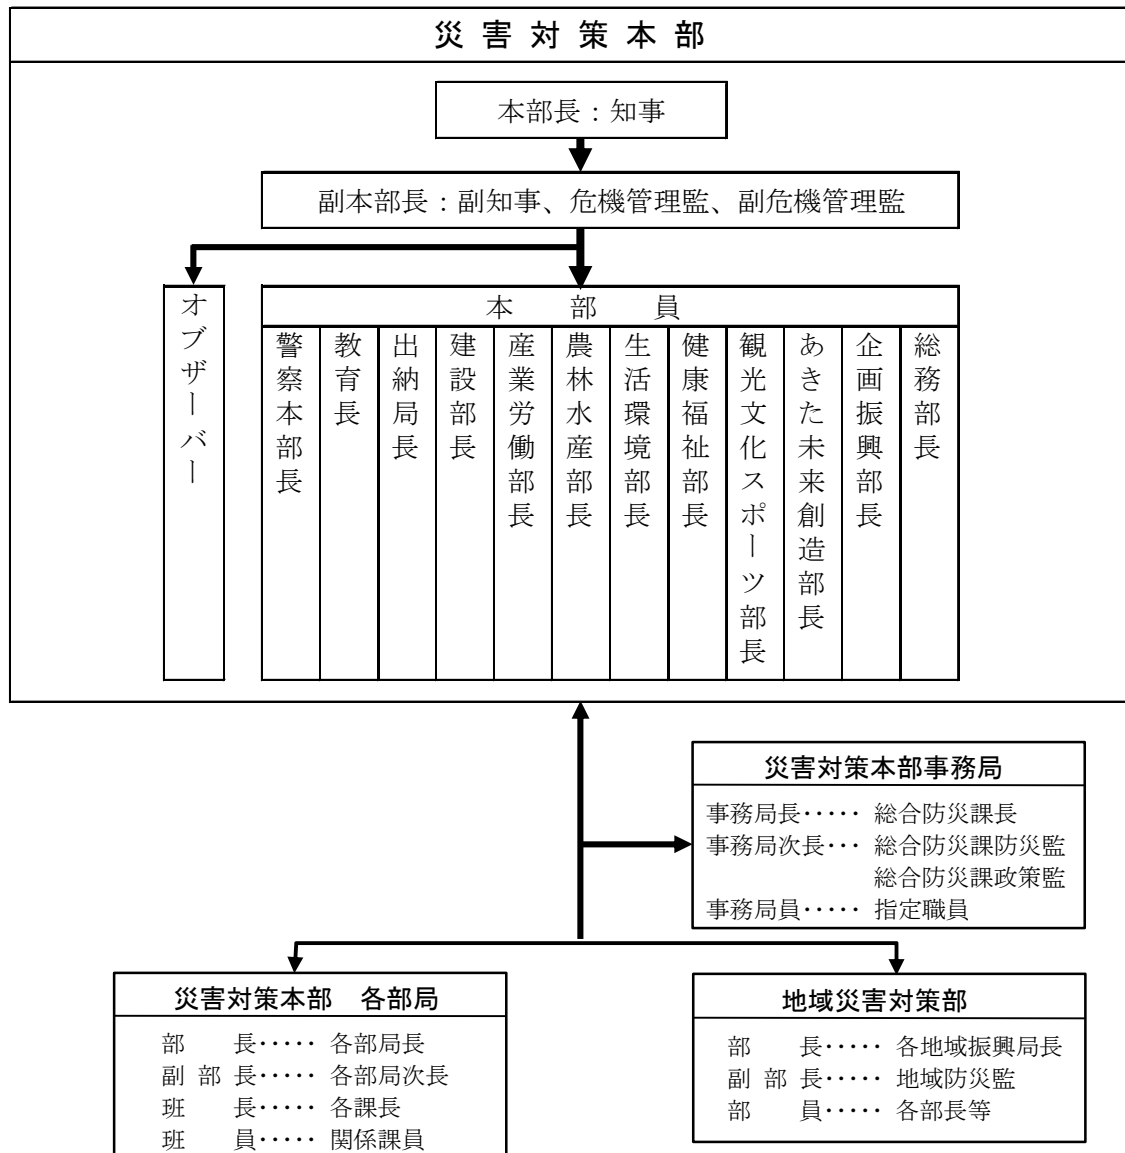 災害対策本部
本部長：知事
副本部長：副知事、危機管理監、副危機管理監
オブザーバー
本部員
総務部長
企画振興部長
あきた未来創造部長
観光文化スポーツ部長
健康福祉部長
生活環境部長
農林水産部長
産業労働部長
建設部長
出納局長
教育長
警察本部長
災害対策本部事務局
事務局長・・・・・ 総合防災課長
事務局次長・・・ 総合防災課防災監
総合防災課政策監
事務局員・・・・・ 指定職員
災害対策本部　各部局
部　　長・・・・・ 各部局長
副 部 長・・・・・ 各部局次長
班　　長・・・・・ 各課長
班　　員・・・・・ 関係課員
地域災害対策部
部　　長・・・・・ 各地域振興局長
副 部 長・・・・・ 地域防災監
部　　員・・・・・ 各部長等